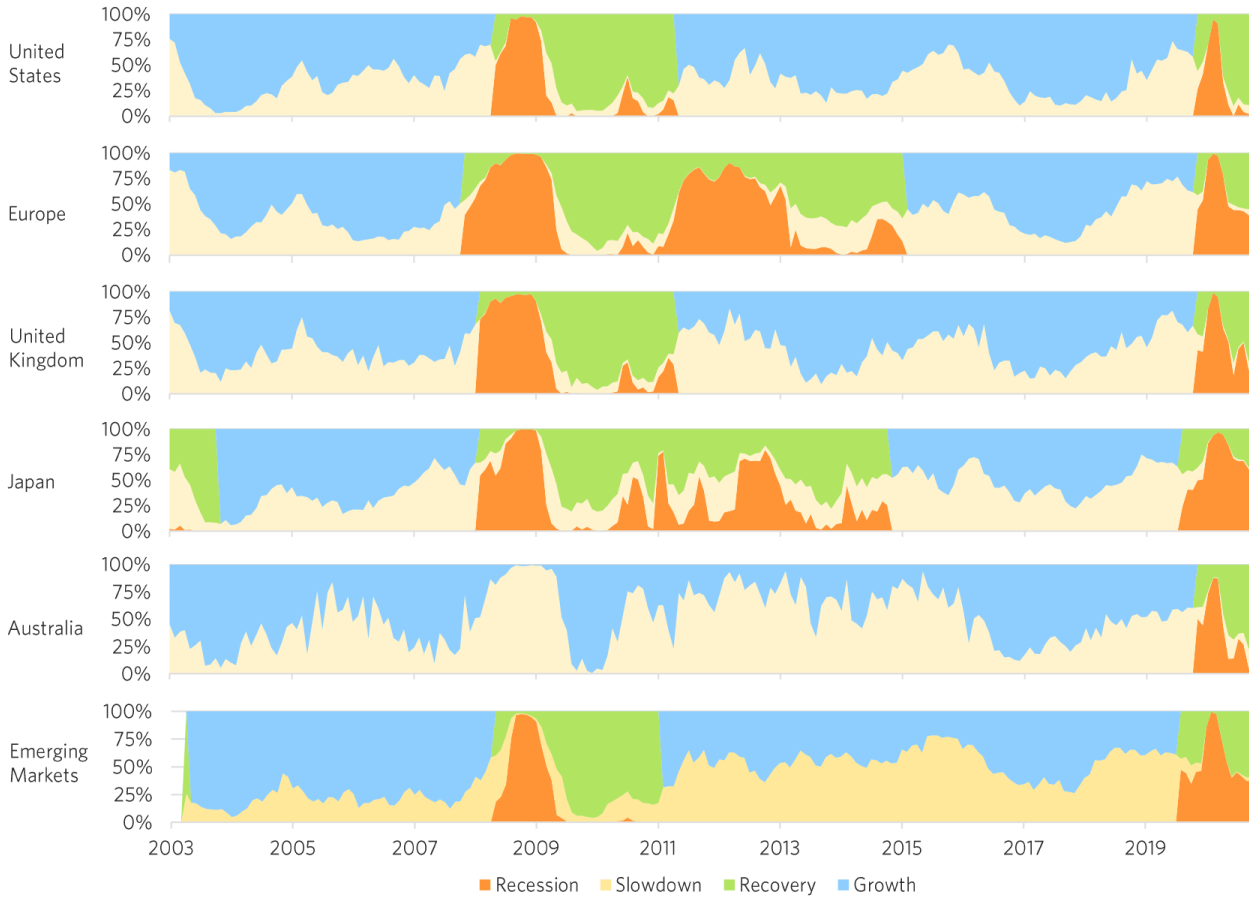 100%
75%
50%
25%
0%
United
States
100%
75%
50%
25%
0%
Europe
100%
75%
50%
25%
0%
United
Kingdom
100%
75%
50%
25%
0%
Japan
100%
75%
50%
25%
0%
Australia
100%
75%
50%
25%
0%
Emerging
Markets
2003 2005 2007 2009 2011 2013 2015 2017 2019
Recession Slowdown Recovery Growth